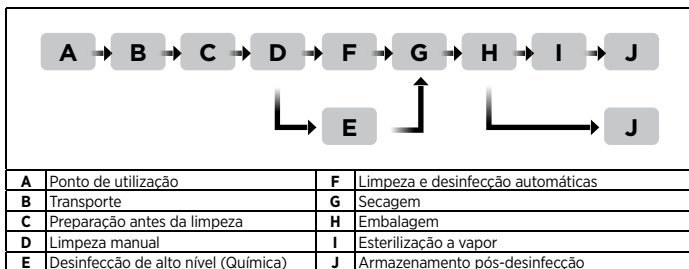 A B C D F G H I J
E J
A Ponto de utilização F Limpeza e desinfecção automáticas
B Transporte G Secagem
C Preparação antes da limpeza H Embalagem
D Limpeza manual I Esterilização a vapor
E Desinfecção de alto nível (Química) J Armazenamento pós-desinfecção